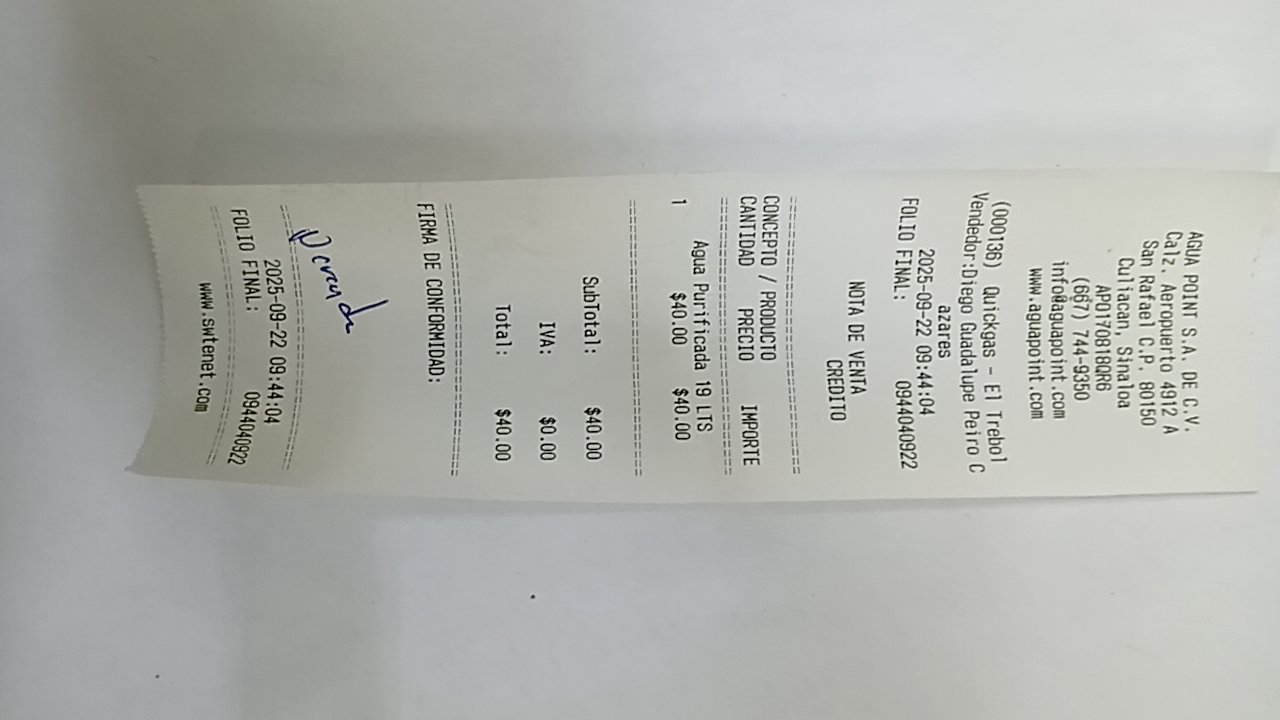 AGUA POINT S.A. DE C.V.
Calz. Aeropuerto 4912 A
San Rafael C.P. 80150
Culiacan, Sinaloa
APO170818QR6
(667) 744-9350
info@aguapoint.com
www.aguapoint.com
(000136) Quickgas - El Trebol
Vendedor:Diego Guadalupe Peiro C
azares
2025-09-22 09:44:04
FOLIO FINAL: 0944040922
NOTA DE VENTA
CREDITO
================================
CONCEPTO / PRODUCTO
CANTIDAD PRECIO IMPORTE
================================
Agua Purificada 19 LTS
1 $40.00 $40.00
================================
SubTotal: $40.00
IVA: $0.00
Total: $40.00
================================
FIRMA DE CONFORMIDAD:
================================
2025-09-22 09:44:04
FOLIO FINAL: 0944040922
================================
www.swtenet.com